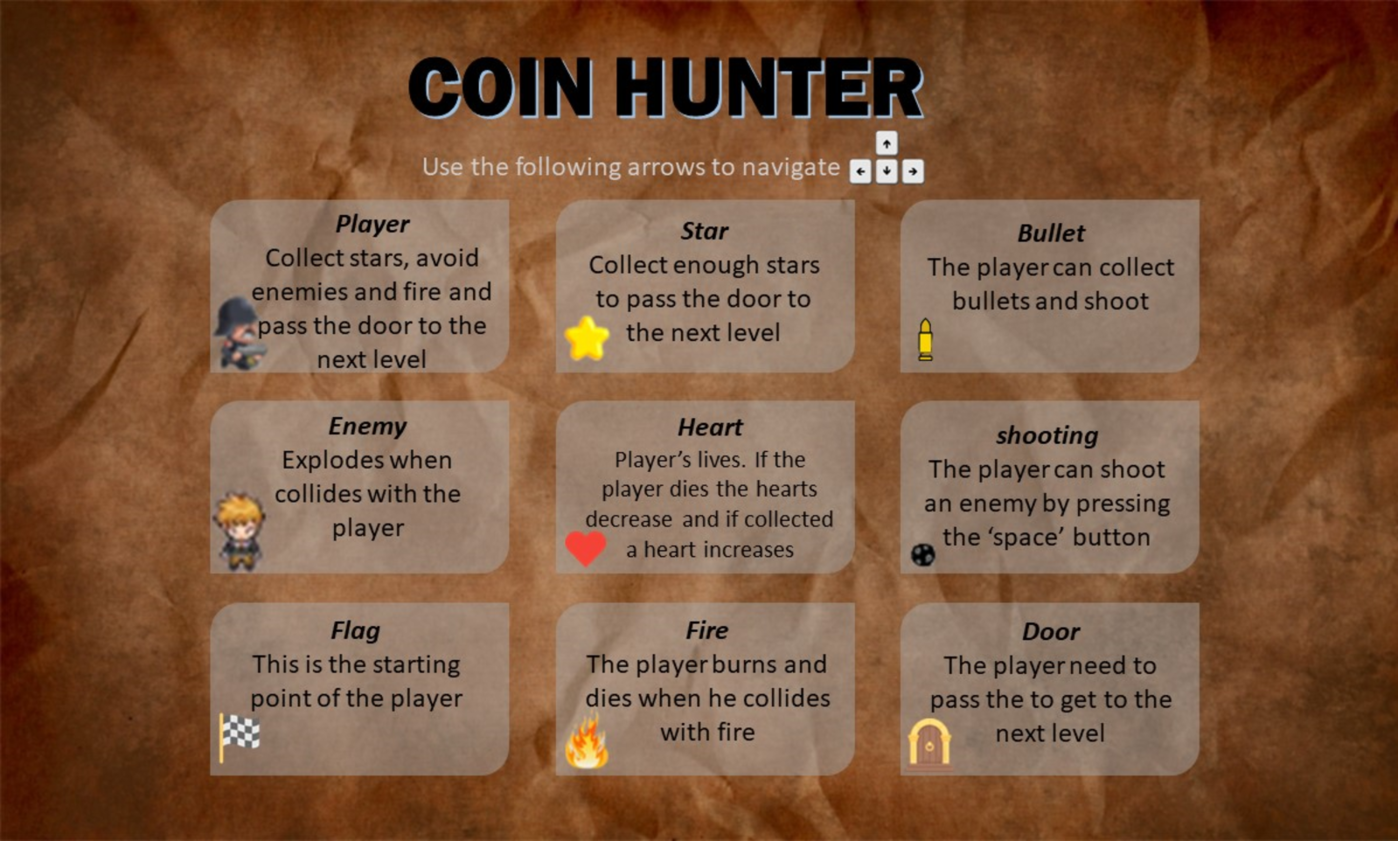 COIN HUNTER
Use the following arrows to navigate
Player
Collect stars, avoid
enemies and fire and
pass the door to the
next level
Star
Collect enough stars
to pass the door to
the next level
Bullet
The player can collect
bullets and shoot
Enemy
Explodes when
collides with the
player
Heart
Player’s lives. If the
player dies the hearts
decrease and if collected
a heart increases
shooting
The player can shoot
an enemy by pressing
the ‘space’ button
Flag
This is the starting
point of the player
Fire
The player burns and
dies when he collides
with fire
Door
The player need to
pass the to get to the
next level